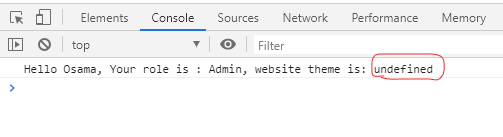 Elements Console Sources Network Performance Memory
top Filter
Hello Osama, Your role is : Admin, website theme is: undefined